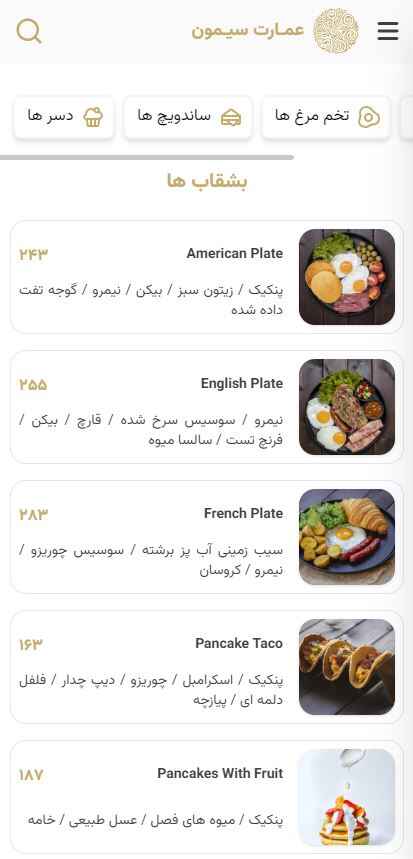 عمـارت سیـمون
تخم مرغ ها
ساندویچ ها
دسر ها
بشقاب ها
American Plate
۲۴۳
پنکیک / زیتون سبز / بیکن / نیمرو / گوجه تفت
داده شده
English Plate
۲۵۵
نیمرو / سوسیس سرخ شده / قارچ / بیکن /
فرنچ تست / سالسا میوه
French Plate
۲۸۳
سیب زمینی آب پز برشته / سوسیس چوریزو /
نیمرو / کروسان
Pancake Taco
۱۶۳
پنکیک / اسکرامبل / چوریزو / دیپ چدار / فلفل
دلمه ای / پیازچه
Pancakes With Fruit
۱۸۷
پنکیک / میوه های فصل / عسل طبیعی / خامه